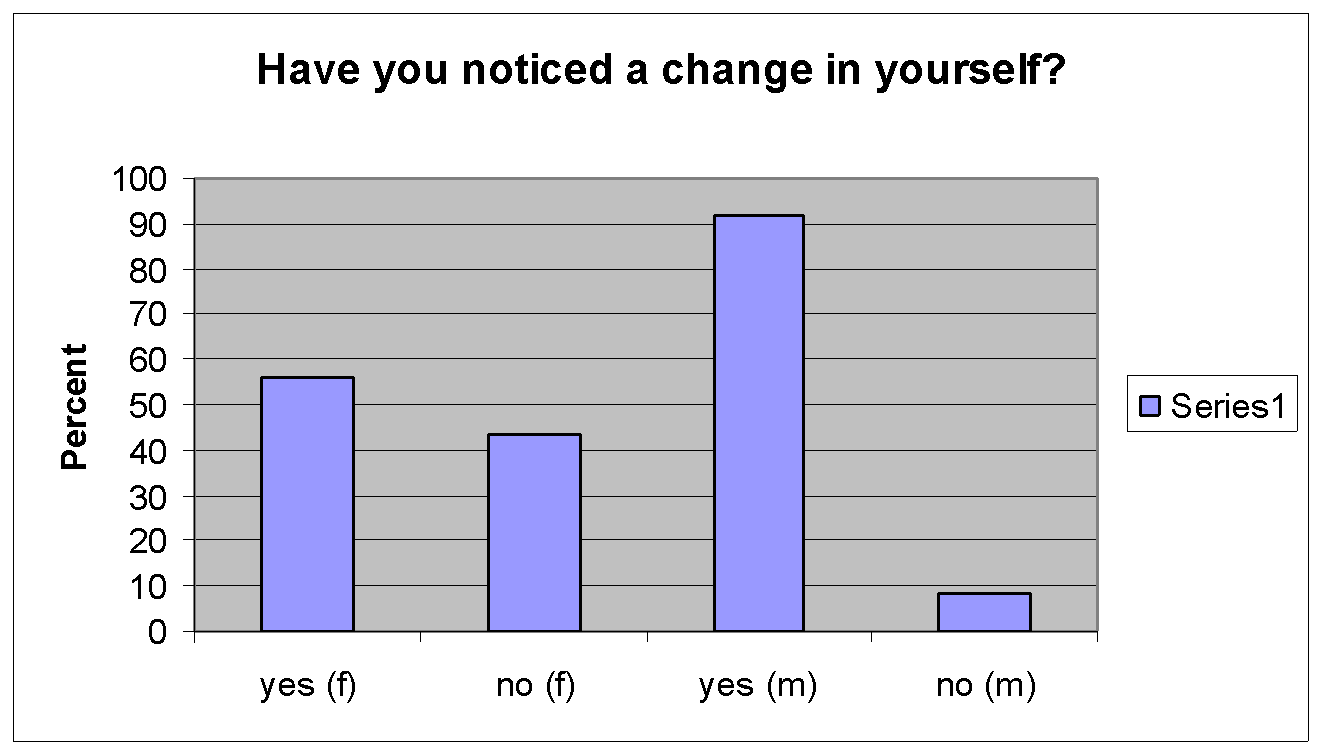 Have you noticed a change in yourself?
100
90
80
70
60
50
40
30
20
10
0
Percent
yes (f)
no (f)
yes (m)
no (m)
Series1